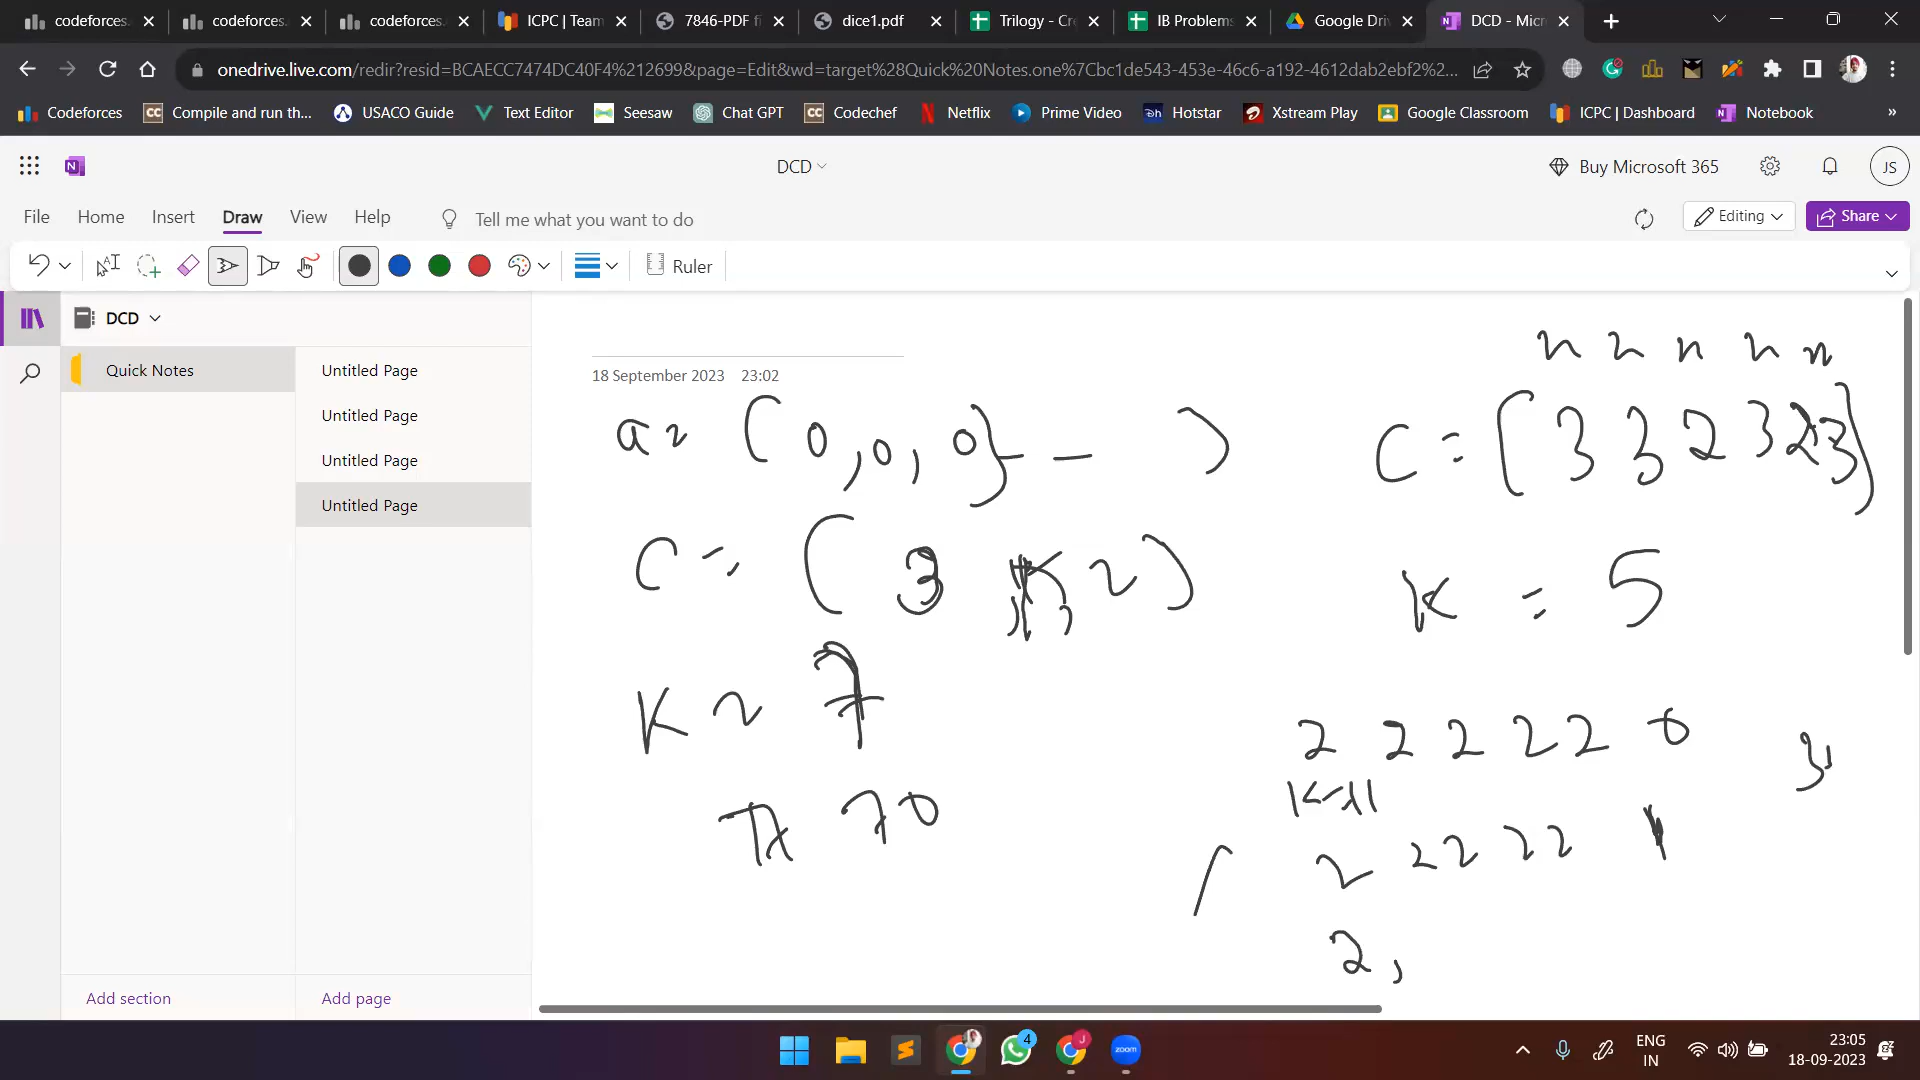 codeforces.
codeforces.
codeforces.
ICPC | Team
7846-PDF fi
dice1.pdf
Trilogy - Cr
IB Problems
Google Driv
DCD - Micr
onedrive.live.com/redir?resid=BCAECC7474DC40F4%212699&page=Edit&wd=target%28Quick%20Notes.one%7Cbc1de543-453e-46c6-a192-4612dab2ebf2%2...
Codeforces
Compile and run th...
USACO Guide
Text Editor
Seesaw
Chat GPT
Codechef
Netflix
Prime Video
Hotstar
Xstream Play
Google Classroom
ICPC | Dashboard
Notebook
»
DCD
Buy Microsoft 365
JS
File
Home
Insert
Draw
View
Help
Tell me what you want to do
Editing
Share
Ruler
DCD
Quick Notes
Untitled Page
Untitled Page
Untitled Page
Untitled Page
Add section
Add page
18 September 2023 23:02
n n n n n
a = (0, 0, 0 - - )
C = [3 3 2 3
C = (3
2)
K = 7
K = 5
70
2 2 2 2 2 0
2 2 2 2 2
2,
4
zoom
ENG
IN
23:05
18-09-2023